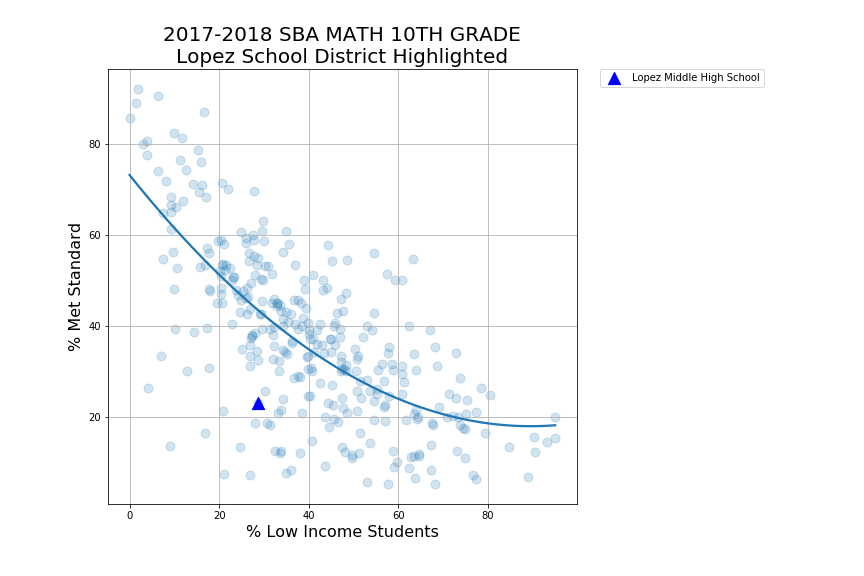 2017-2018 SBA MATH 10TH GRADE
Lopez School District Highlighted
Lopez Middle High School
% Met Standard
80
60
40
20
0 20 40 60 80
% Low Income Students